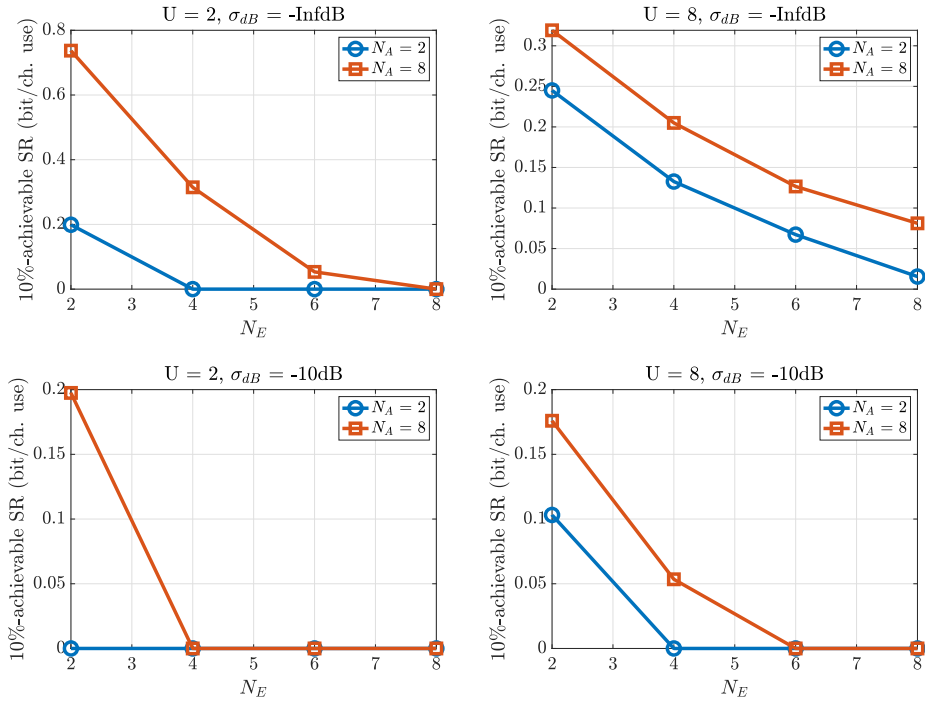 U = 2, σ_dB = -InfdB
10%-achievable SR (bit/ch. use)
0.8
0.6
0.4
0.2
0
2 3 4 5 6 7 8
N_E
N_A = 2
N_A = 8
U = 8, σ_dB = -InfdB
10%-achievable SR (bit/ch. use)
0.3
0.25
0.2
0.15
0.1
0.05
0
2 3 4 5 6 7 8
N_E
N_A = 2
N_A = 8
U = 2, σ_dB = -10dB
10%-achievable SR (bit/ch. use)
0.2
0.15
0.1
0.05
0
2 3 4 5 6 7 8
N_E
N_A = 2
N_A = 8
U = 8, σ_dB = -10dB
10%-achievable SR (bit/ch. use)
0.2
0.15
0.1
0.05
0
2 3 4 5 6 7 8
N_E
N_A = 2
N_A = 8